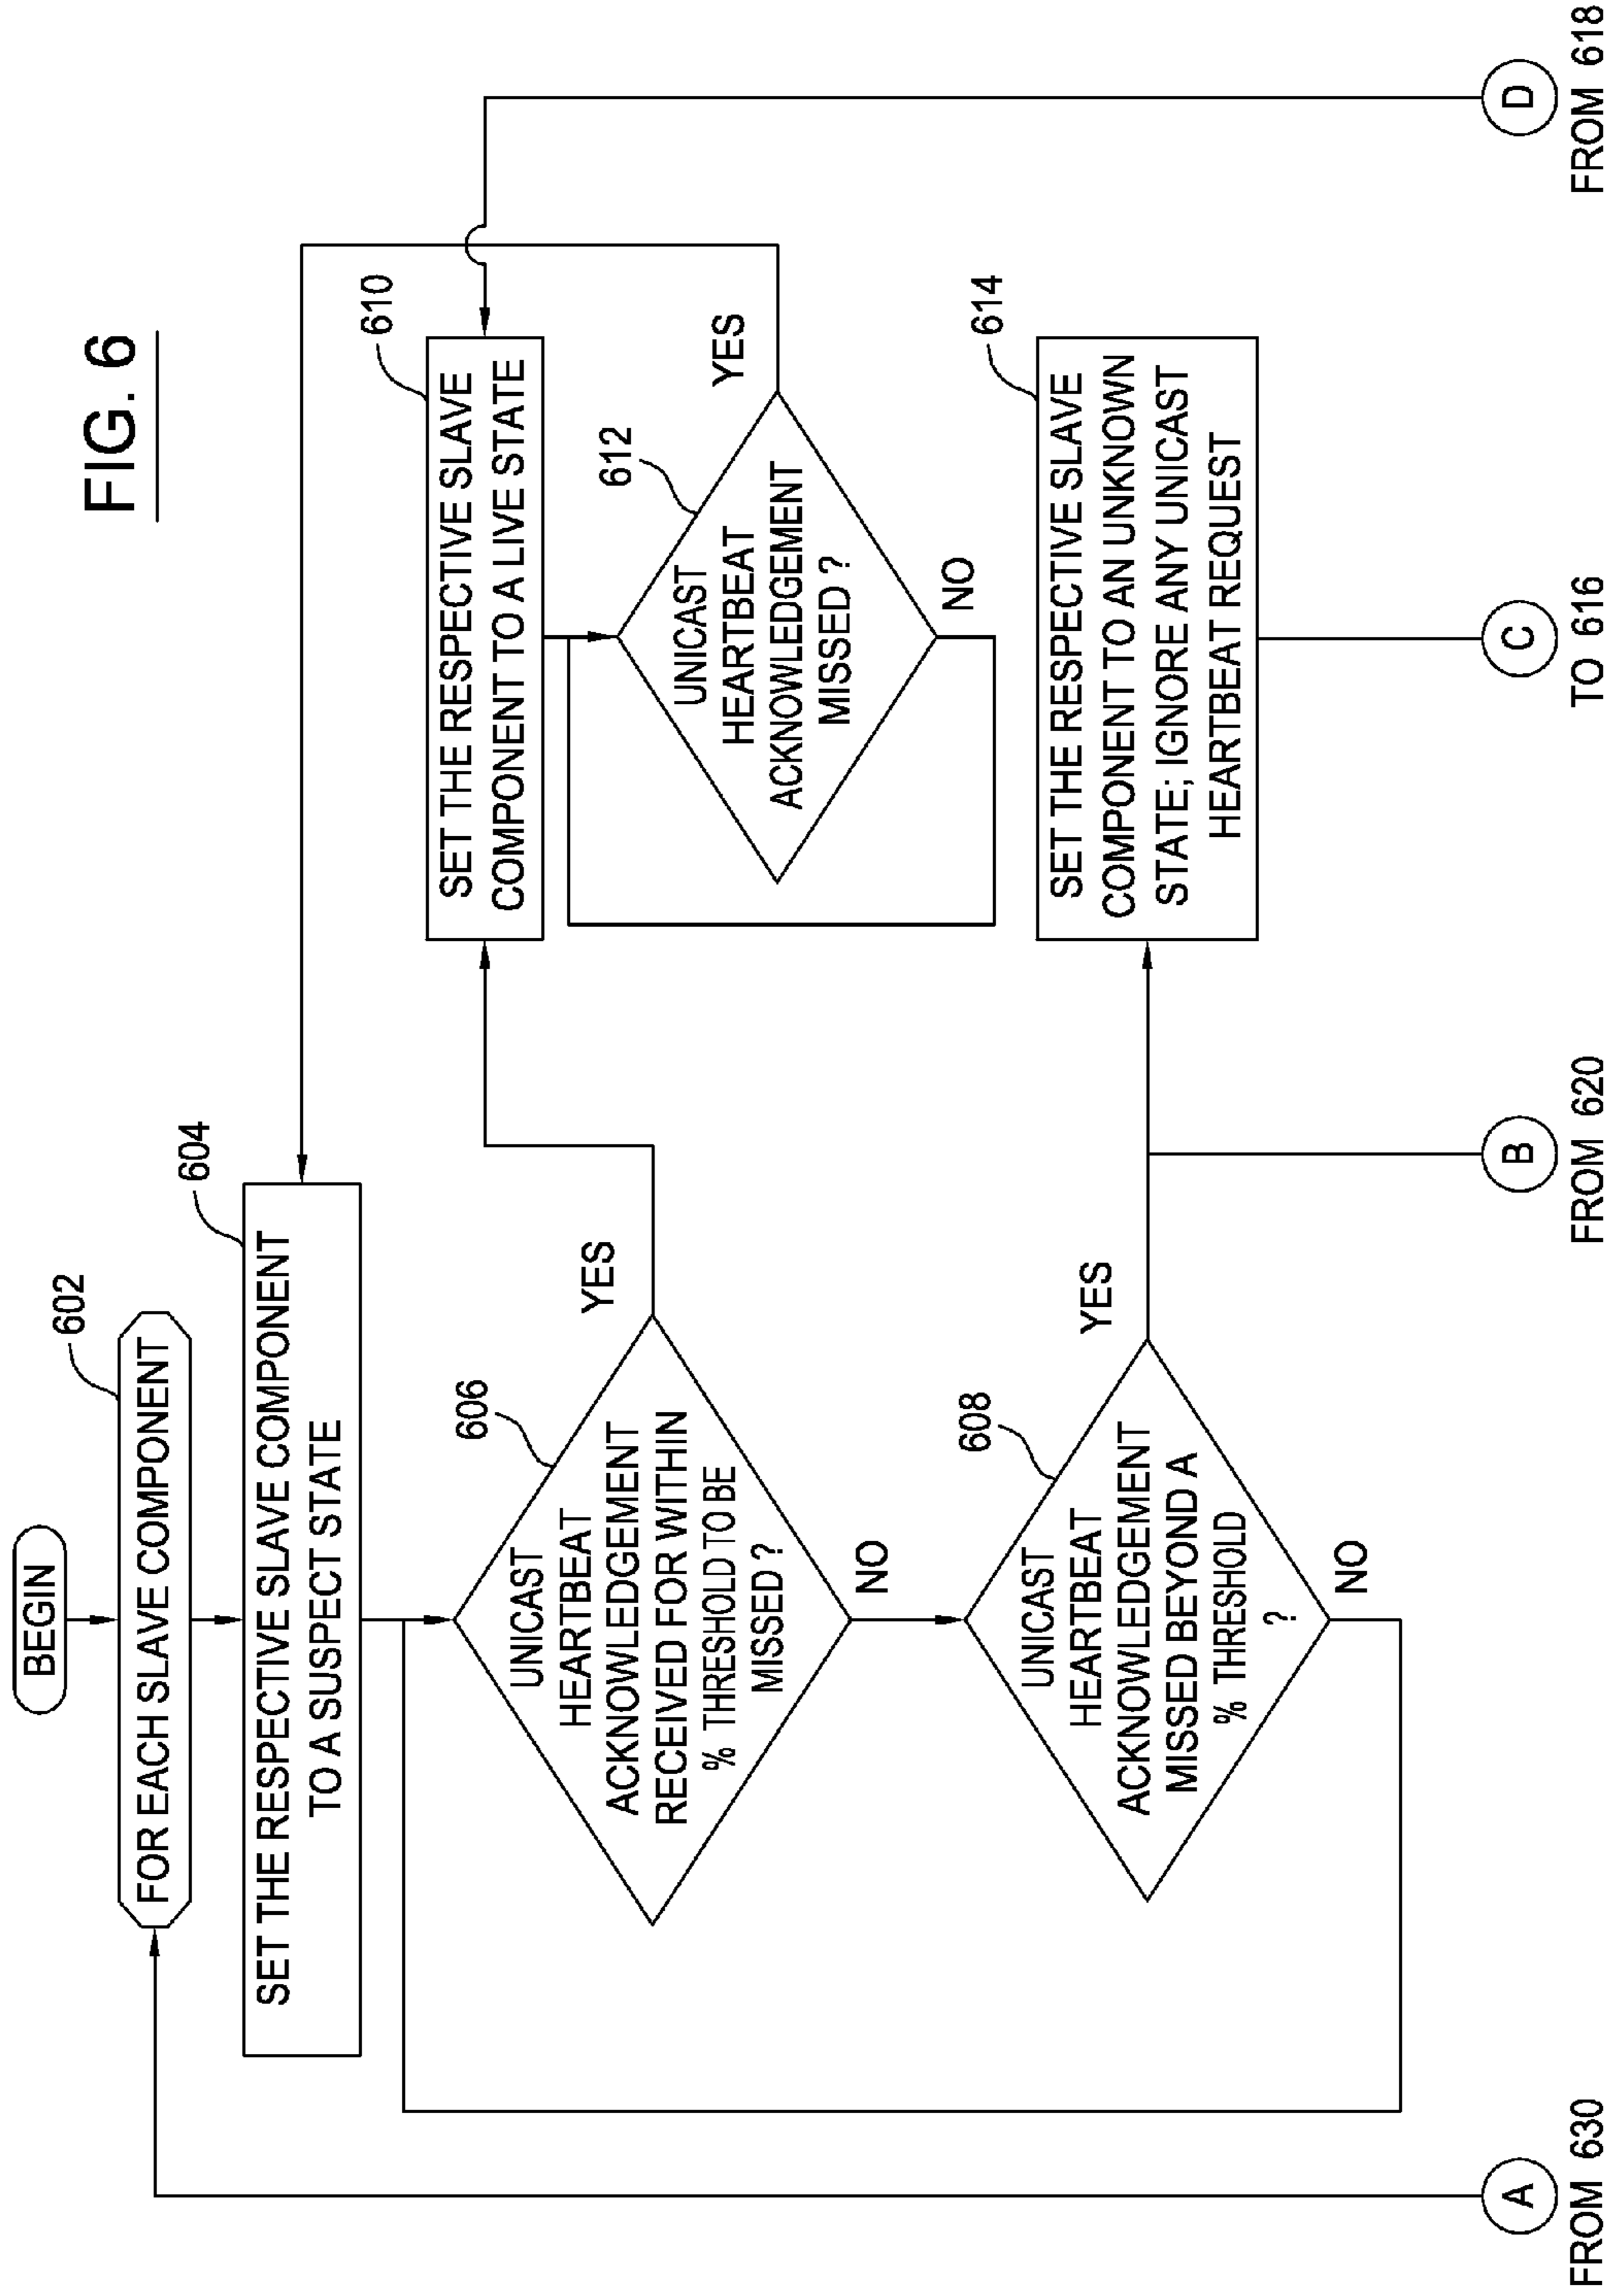 FIG. 6
BEGIN
602
FOR EACH SLAVE COMPONENT
604
SET THE RESPECTIVE SLAVE COMPONENT
TO A SUSPECT STATE
606
UNICAST
HEARTBEAT
ACKNOWLEDGEMENT
RECEIVED FOR WITHIN
% THRESHOLD TO BE
MISSED ?
YES
NO
608
UNICAST
HEARTBEAT
ACKNOWLEDGEMENT
MISSED BEYOND A
% THRESHOLD
?
YES
NO
610
SET THE RESPECTIVE SLAVE
COMPONENT TO A LIVE STATE
612
UNICAST
HEARTBEAT
ACKNOWLEDGEMENT
MISSED ?
YES
NO
614
SET THE RESPECTIVE SLAVE
COMPONENT TO AN UNKNOWN
STATE; IGNORE ANY UNICAST
HEARTBEAT REQUEST
A
FROM 630
B
FROM 620
C
TO 616
D
FROM 618